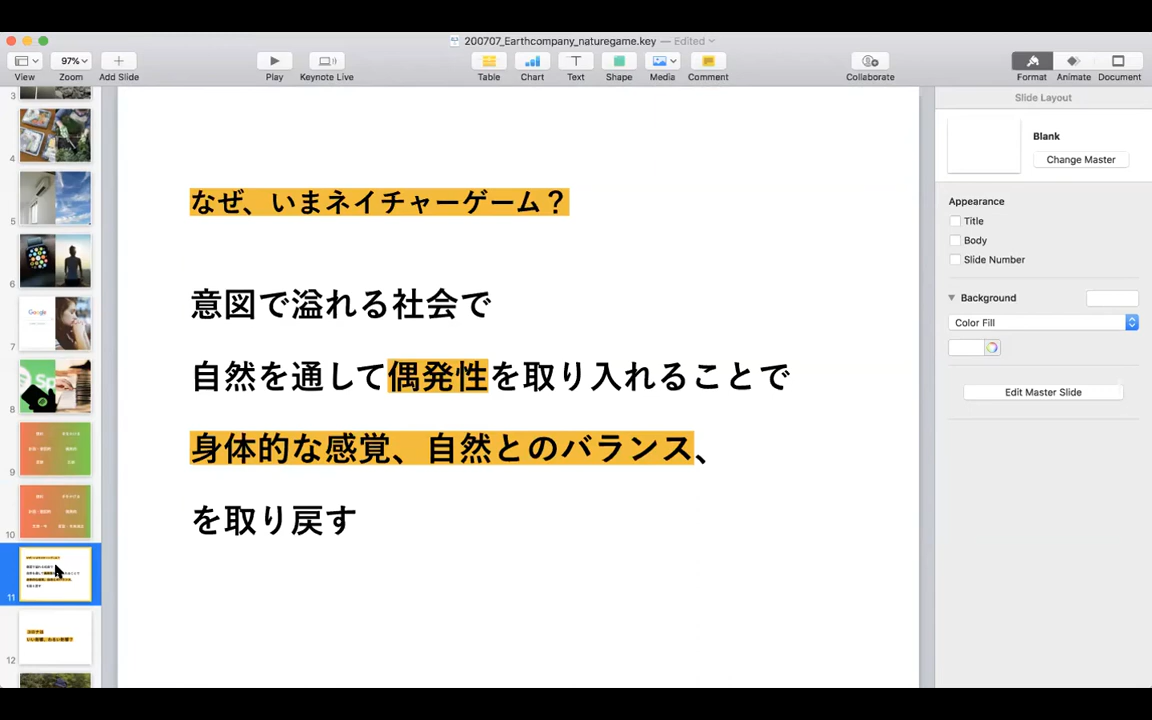 200707_Earthcompany_naturegame.key — Edited
97%
View
Zoom
Add Slide
Play
Keynote Live
Table
Chart
Text
Shape
Media
Comment
Collaborate
Format
Animate
Document
3
4
5
6
7
8
9
10
11
12
Google
なぜ、いまネイチャーゲーム？
意図で溢れる社会で
自然を通して偶発性を取り入れることで
身体的な感覚、自然とのバランス、
を取り戻す
Slide Layout
Blank
Change Master
Appearance
Title
Body
Slide Number
Background
Color Fill
Edit Master Slide